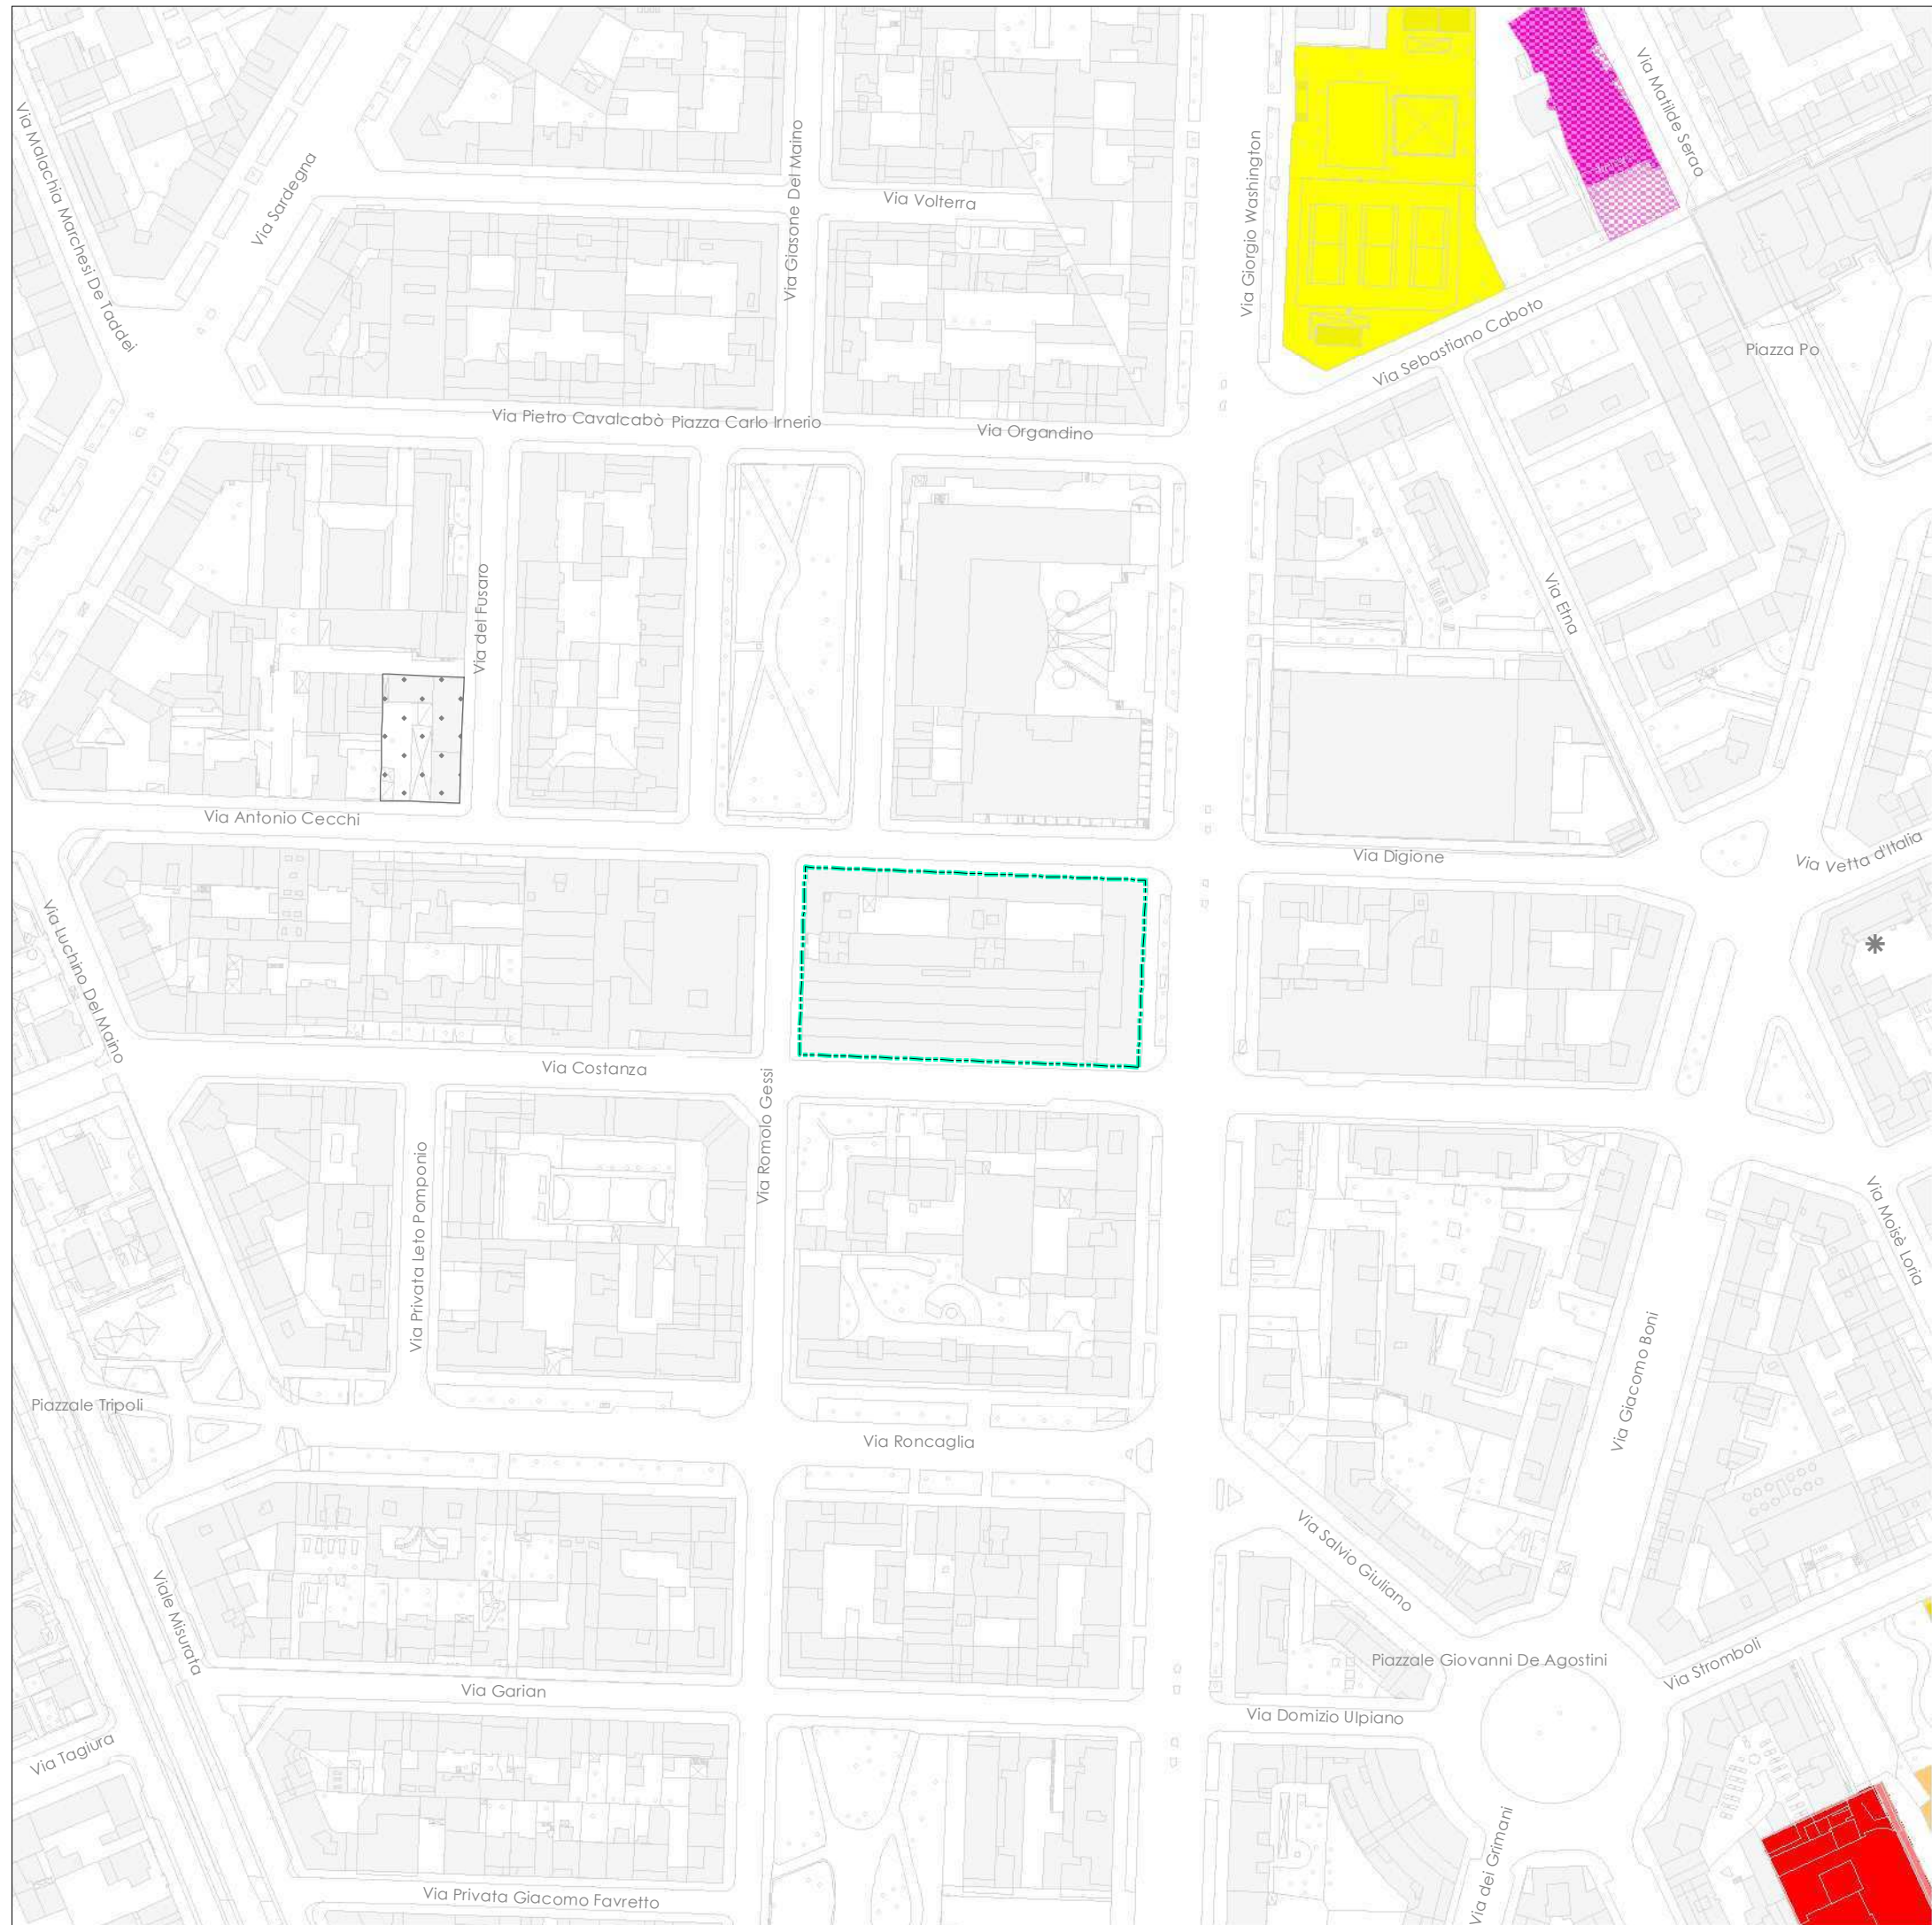 Via Matilde Serao
Via Malachia Marchesi De Taddei
Via Sardegna
Via Giasone Del Maino
Via Giorgio Washington
Via Volterra
Via Sebastiano Caboto
Piazza Po
Via Pietro Cavalcabò
Piazza Carlo Irnerio
Via Organdino
Via del Fusaro
Via Etna
Via Antonio Cecchi
Via Digione
Via Vetta d'Italia
Via Luchino Del Maino
Via Costanza
Via Romolo Gessi
Via Privata Leto Pomponio
Via Moisè Loria
Via Giacomo Boni
Piazzale Tripoli
Via Roncaglia
Via Salvio Giuliano
Viale Misurata
Piazzale Giovanni De Agostini
Via Stromboli
Via Garian
Via Domizio Ulpiano
Via Tagiura
Via dei Grimani
Via Privata Giacomo Favretto